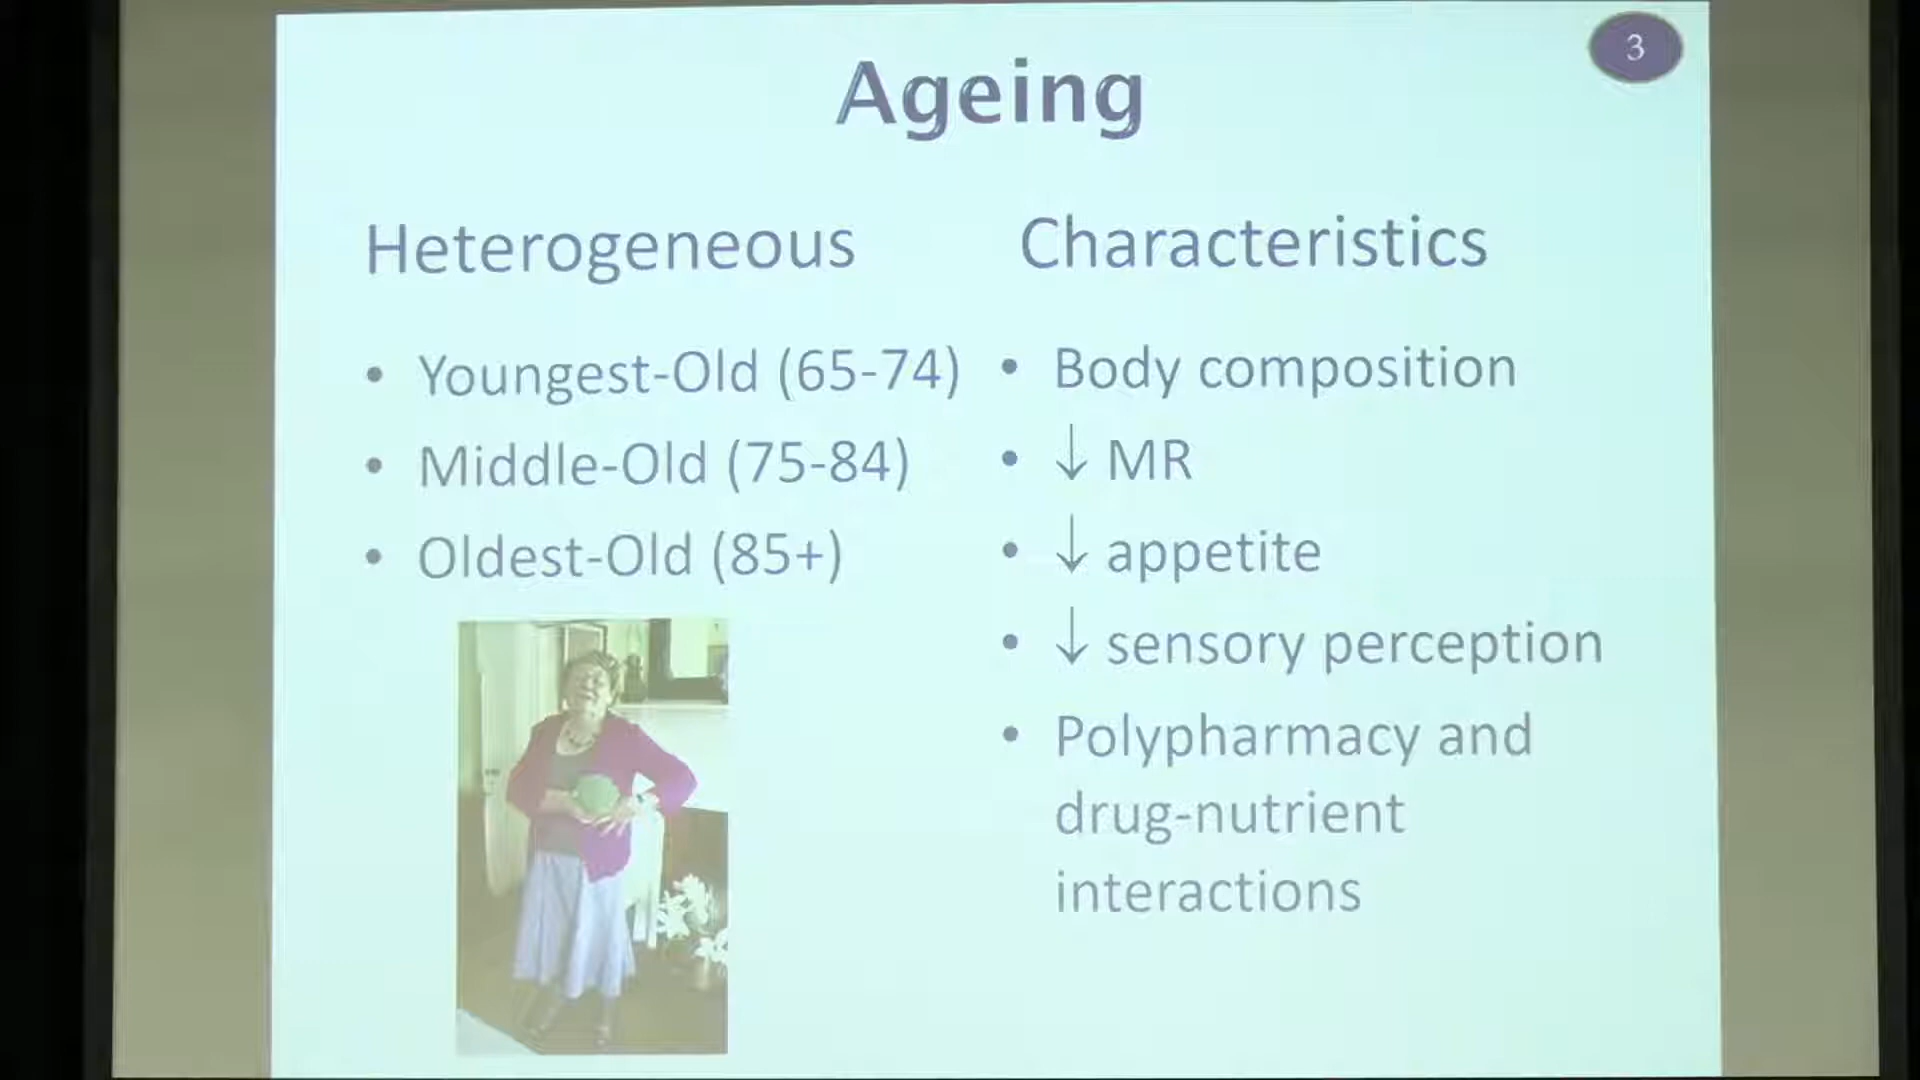 3
Ageing
Heterogeneous
• Youngest-Old (65-74)
• Middle-Old (75-84)
• Oldest-Old (85+)
Characteristics
• Body composition
• ↓ MR
• ↓ appetite
• ↓ sensory perception
• Polypharmacy and
drug-nutrient
interactions